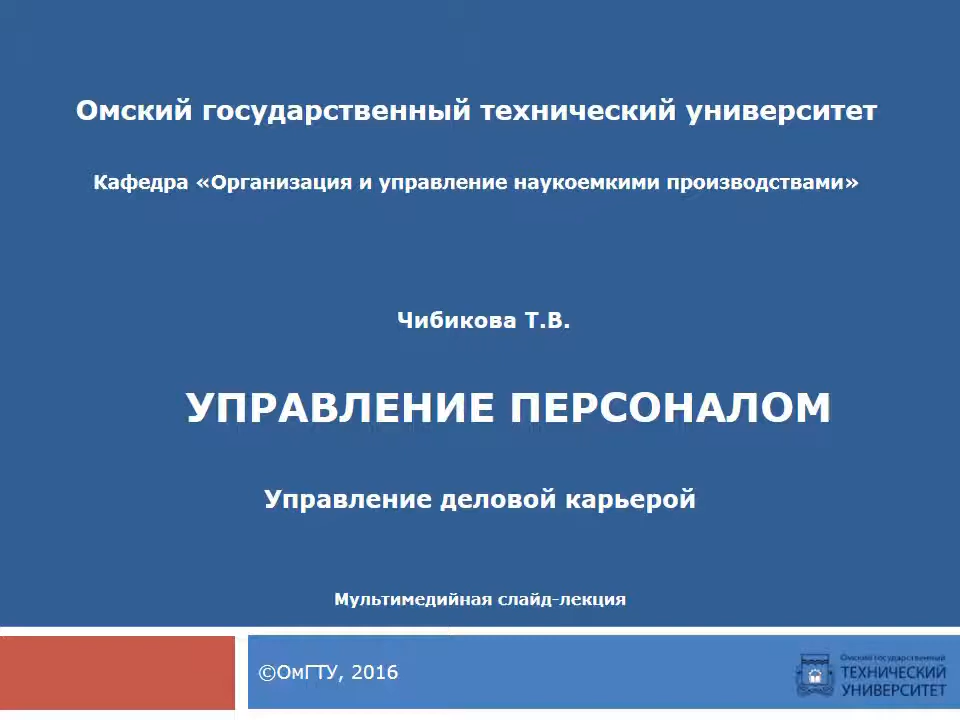 Омский государственный технический университет
Кафедра «Организация и управление наукоемкими производствами»
Чибикова Т.В.
УПРАВЛЕНИЕ ПЕРСОНАЛОМ
Управление деловой карьерой
Мультимедийная слайд-лекция
©ОмГТУ, 2016
Омский государственный
ТЕХНИЧЕСКИЙ
УНИВЕРСИТЕТ